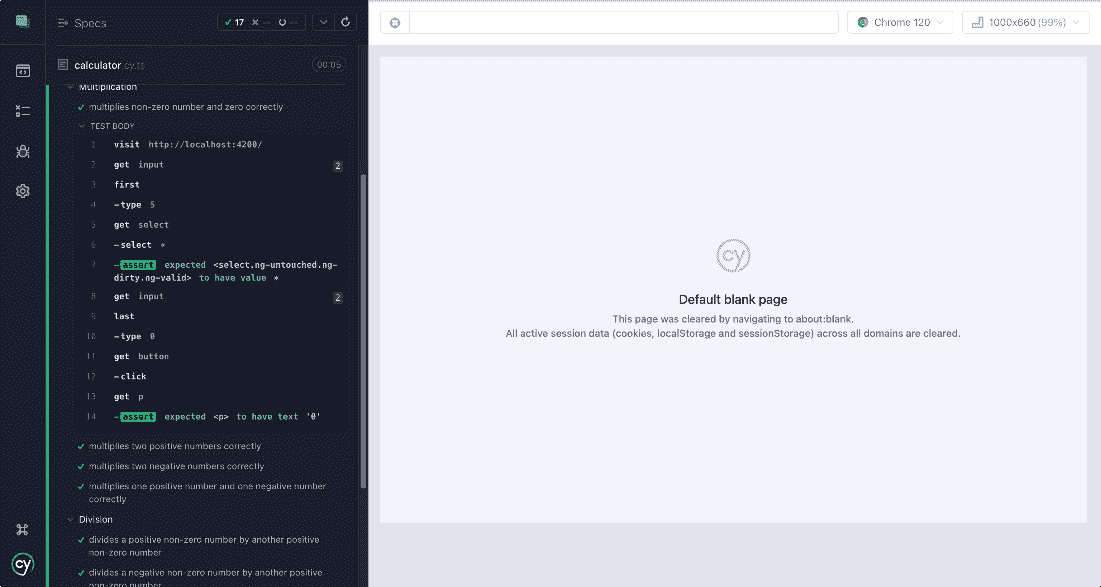 Specs
17
--
--
Chrome 120
1000x660 (99%)
calculator cy.ts
00:05
Multiplication
multiplies non-zero number and zero correctly
TEST BODY
1 visit http://localhost:4200/
2 get input 2
3 first
4 -type 5
5 get select
6 -select *
7 -assert expected <select.ng-untouched.ng-
dirty.ng-valid> to have value *
8 get input 2
9 last
10 -type 0
11 get button
12 -click
13 get p
14 -assert expected <p> to have text '0'
multiplies two positive numbers correctly
multiplies two negative numbers correctly
multiplies one positive number and one negative number
correctly
Division
divides a positive non-zero number by another positive
non-zero number
divides a negative non-zero number by another positive
non-zero number
cy
cy
Default blank page
This page was cleared by navigating to about:blank.
All active session data (cookies, localStorage and sessionStorage) across all domains are cleared.